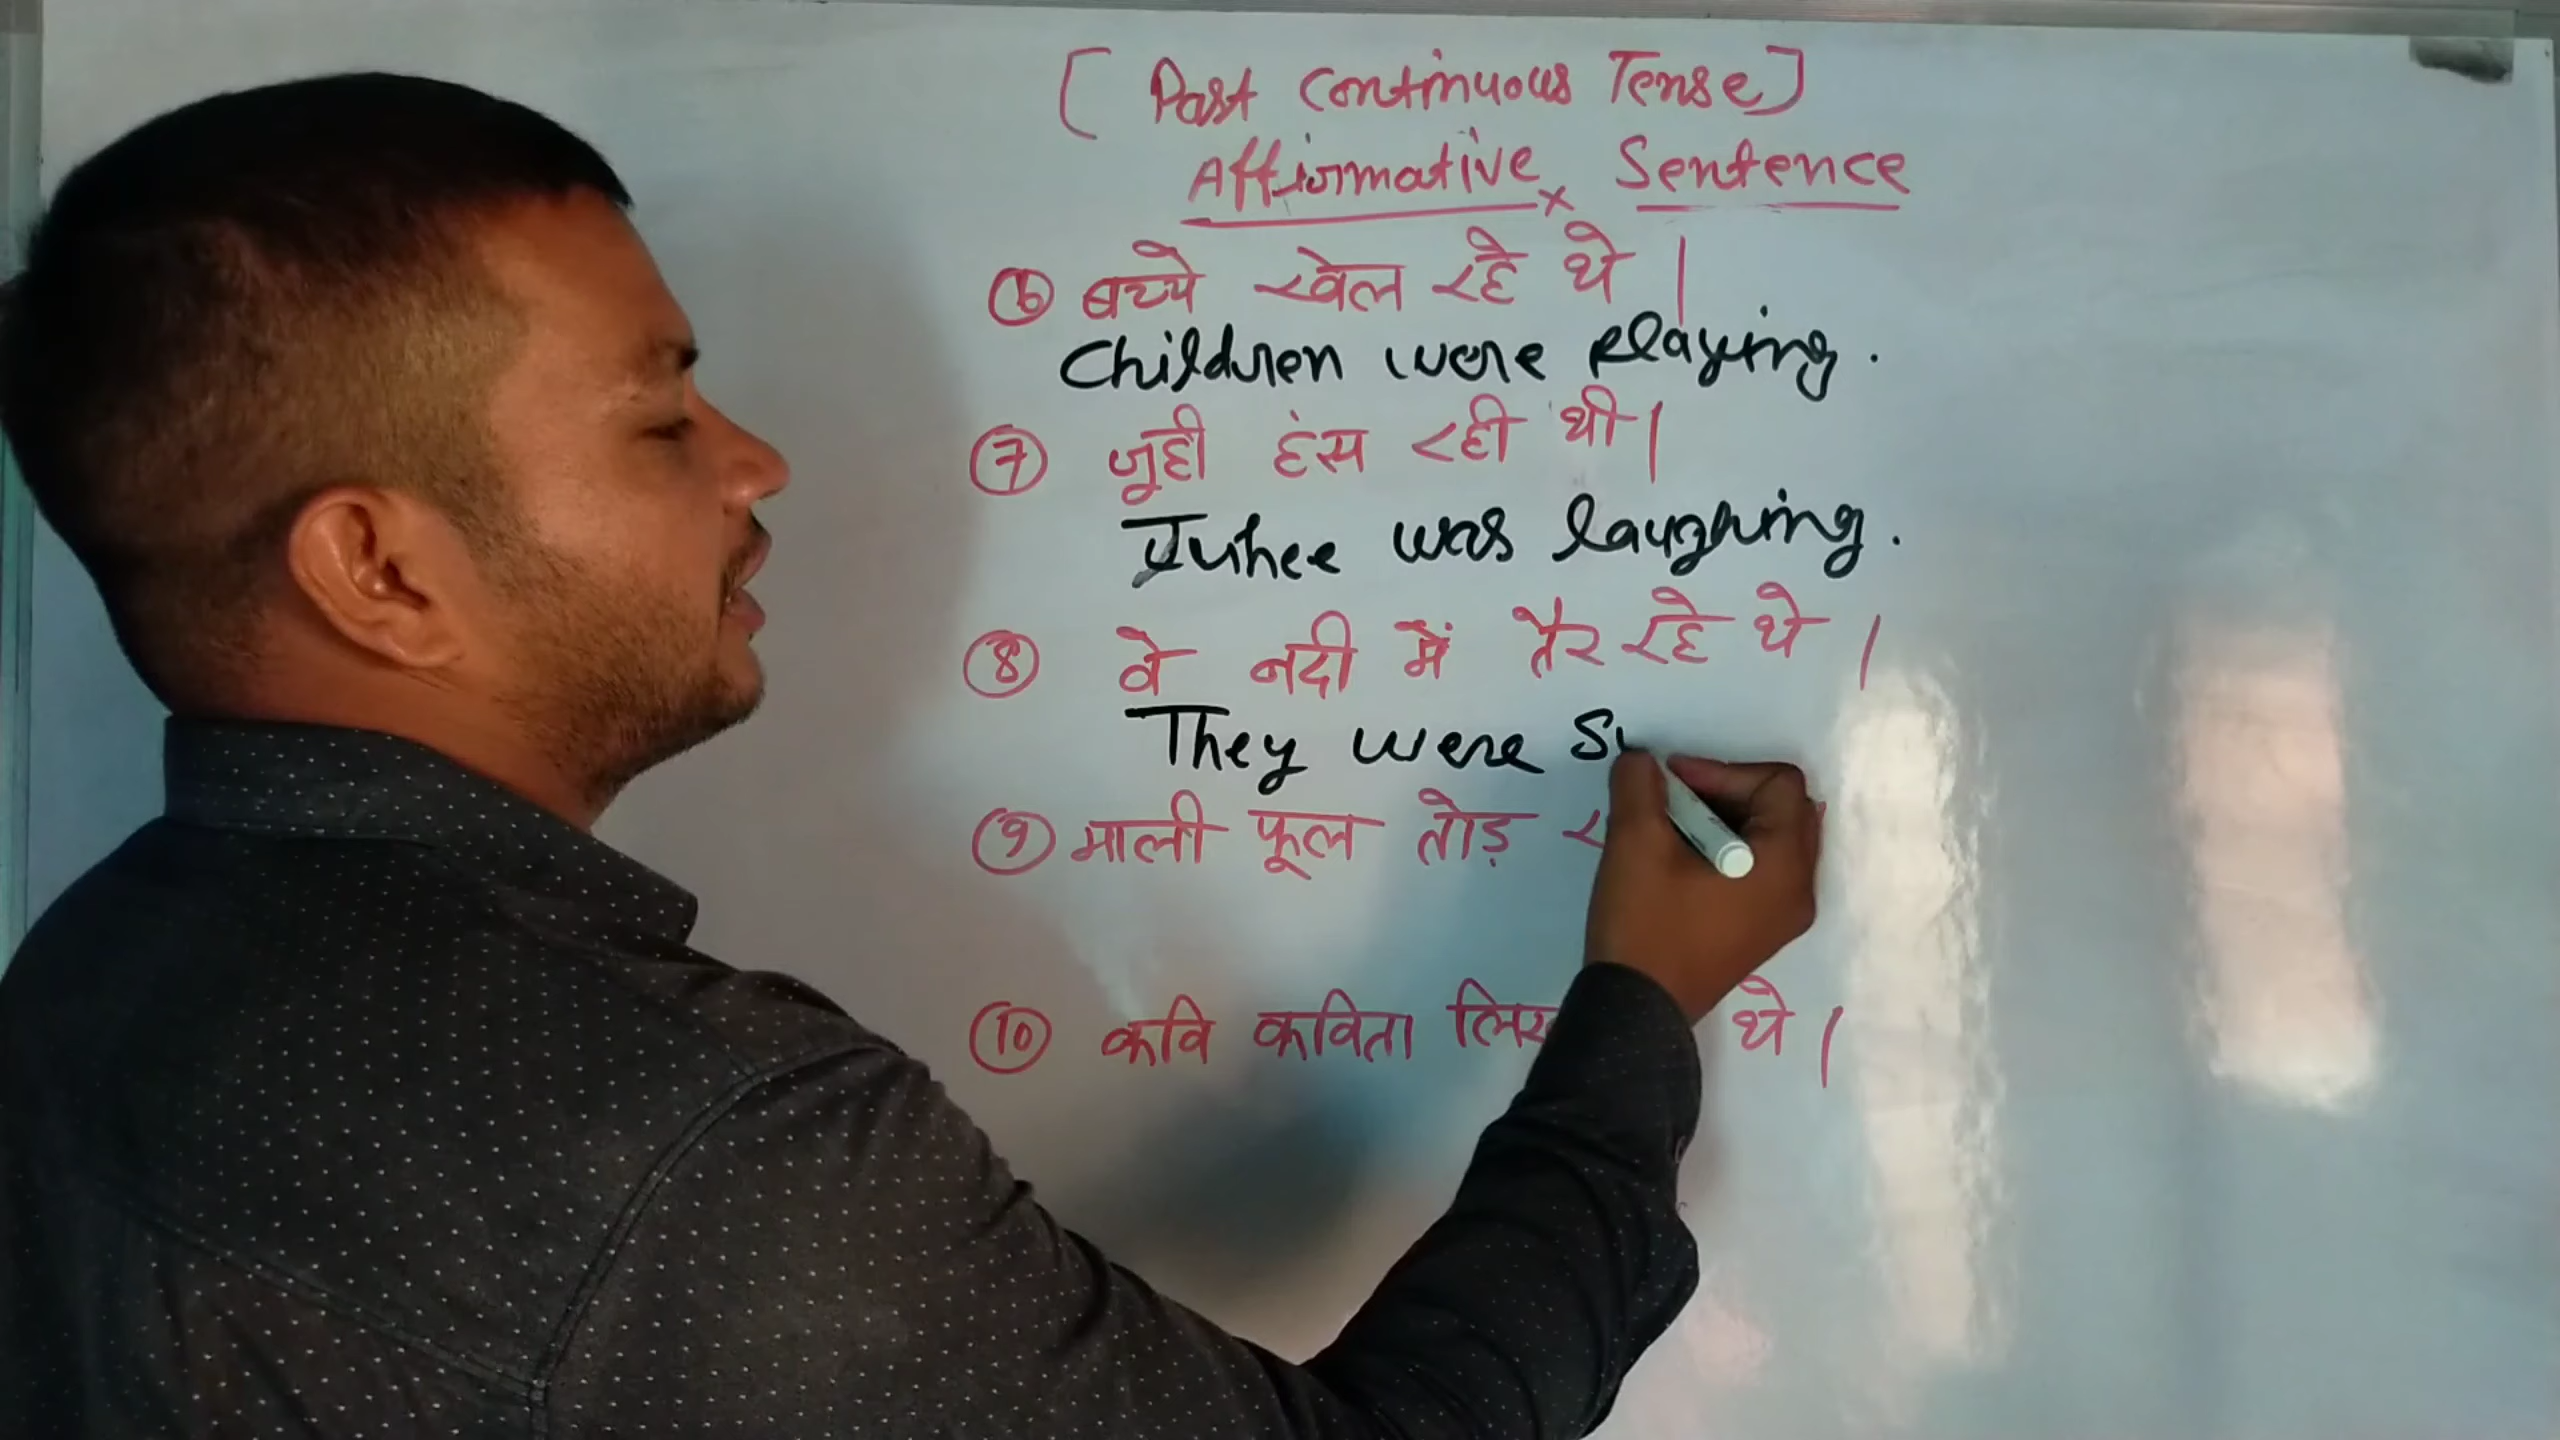 [ Past Continuous Tense ]
Affirmative x Sentence
6 बच्चे खेल रहे थे |
Children were playing.
7 जूही हंस रही थी |
Juhee was laughing.
8 वे नदी में तैर रहे थे |
They were
9 माली फूल तोड़
10 कवि कविता थे |